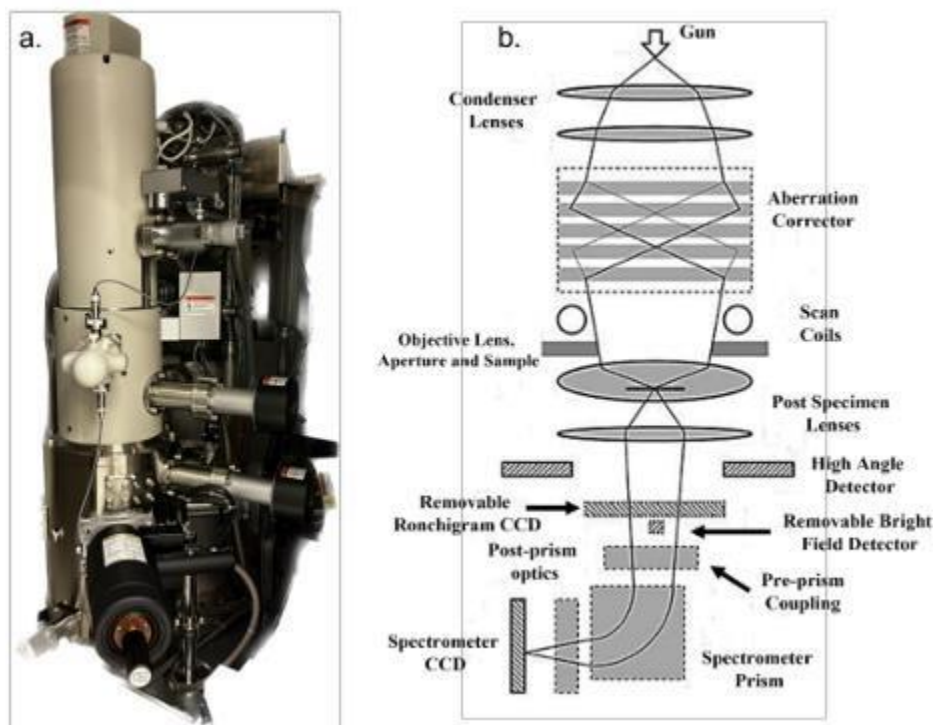 a.
b.
Gun
Condenser
Lenses
Aberration
Corrector
Scan
Coils
Objective Lens,
Aperture and Sample
Post Specimen
Lenses
High Angle
Detector
Removable
Ronchigram CCD
Removable Bright
Field Detector
Post-prism
optics
Pre-prism
Coupling
Spectrometer
CCD
Spectrometer
Prism